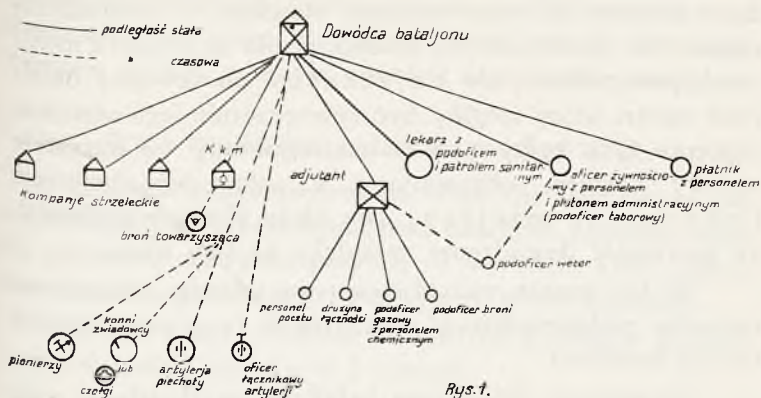 podległość stała
" czasowa
Dowódca bataljonu
K k m
Kompanje strzeleckie
broń towarzysząca
adjutant
lekarz z
podoficem
i patrolem sanitar-
nym
oficer żywnościo-
wy z personelem
i plutonem administracyjnym
(podoficer taborowy)
płatnik
z personelem
podoficer weter
personel
pocztu
drużyna
łączności
podoficer
gazowy
z personelem
chemicznym
podoficer broni
pionierzy
konni
zwiadowcy
lub
czołgi
artylerja
piechoty
oficer
łącznikowy
artylerji
Rys.1.